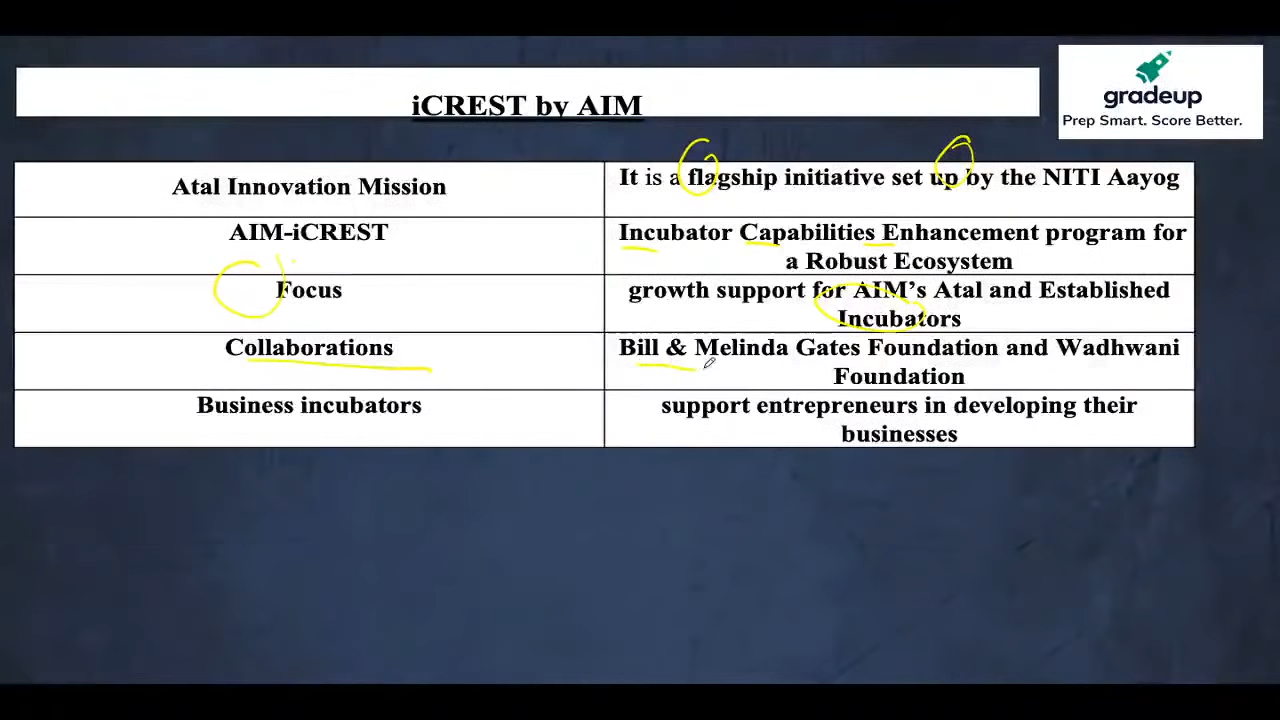 iCREST by AIM
gradeup
Prep Smart. Score Better.
Atal Innovation Mission
It is a flagship initiative set up by the NITI Aayog
AIM-iCREST
Incubator Capabilities Enhancement program for
a Robust Ecosystem
Focus
growth support for AIM's Atal and Established
Incubators
Collaborations
Bill & Melinda Gates Foundation and Wadhwani
Foundation
Business incubators
support entrepreneurs in developing their
businesses